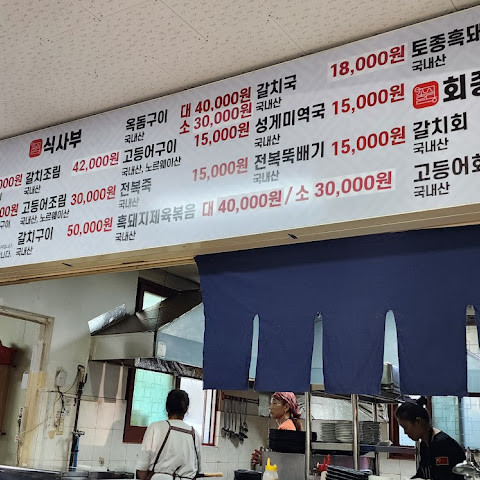 식사부
000원
갈치조림 42,000원
국내산
고등어조림 30,000원
국내산, 노르웨이산
갈치구이 50,000원
국내산
옥돔구이 대 40,000원
국내산 소 30,000원
고등어구이 15,000원
국내산, 노르웨이산
전복죽 15,000원
국내산
흑돼지제육볶음 대 40,000원 / 소 30,000원
국내산
갈치국 18,000원
국내산
성게미역국 15,000원
국내산
전복뚝배기 15,000원
국내산
토종흑돼
국내산
회
갈치회
국내산
고등어회
국내산